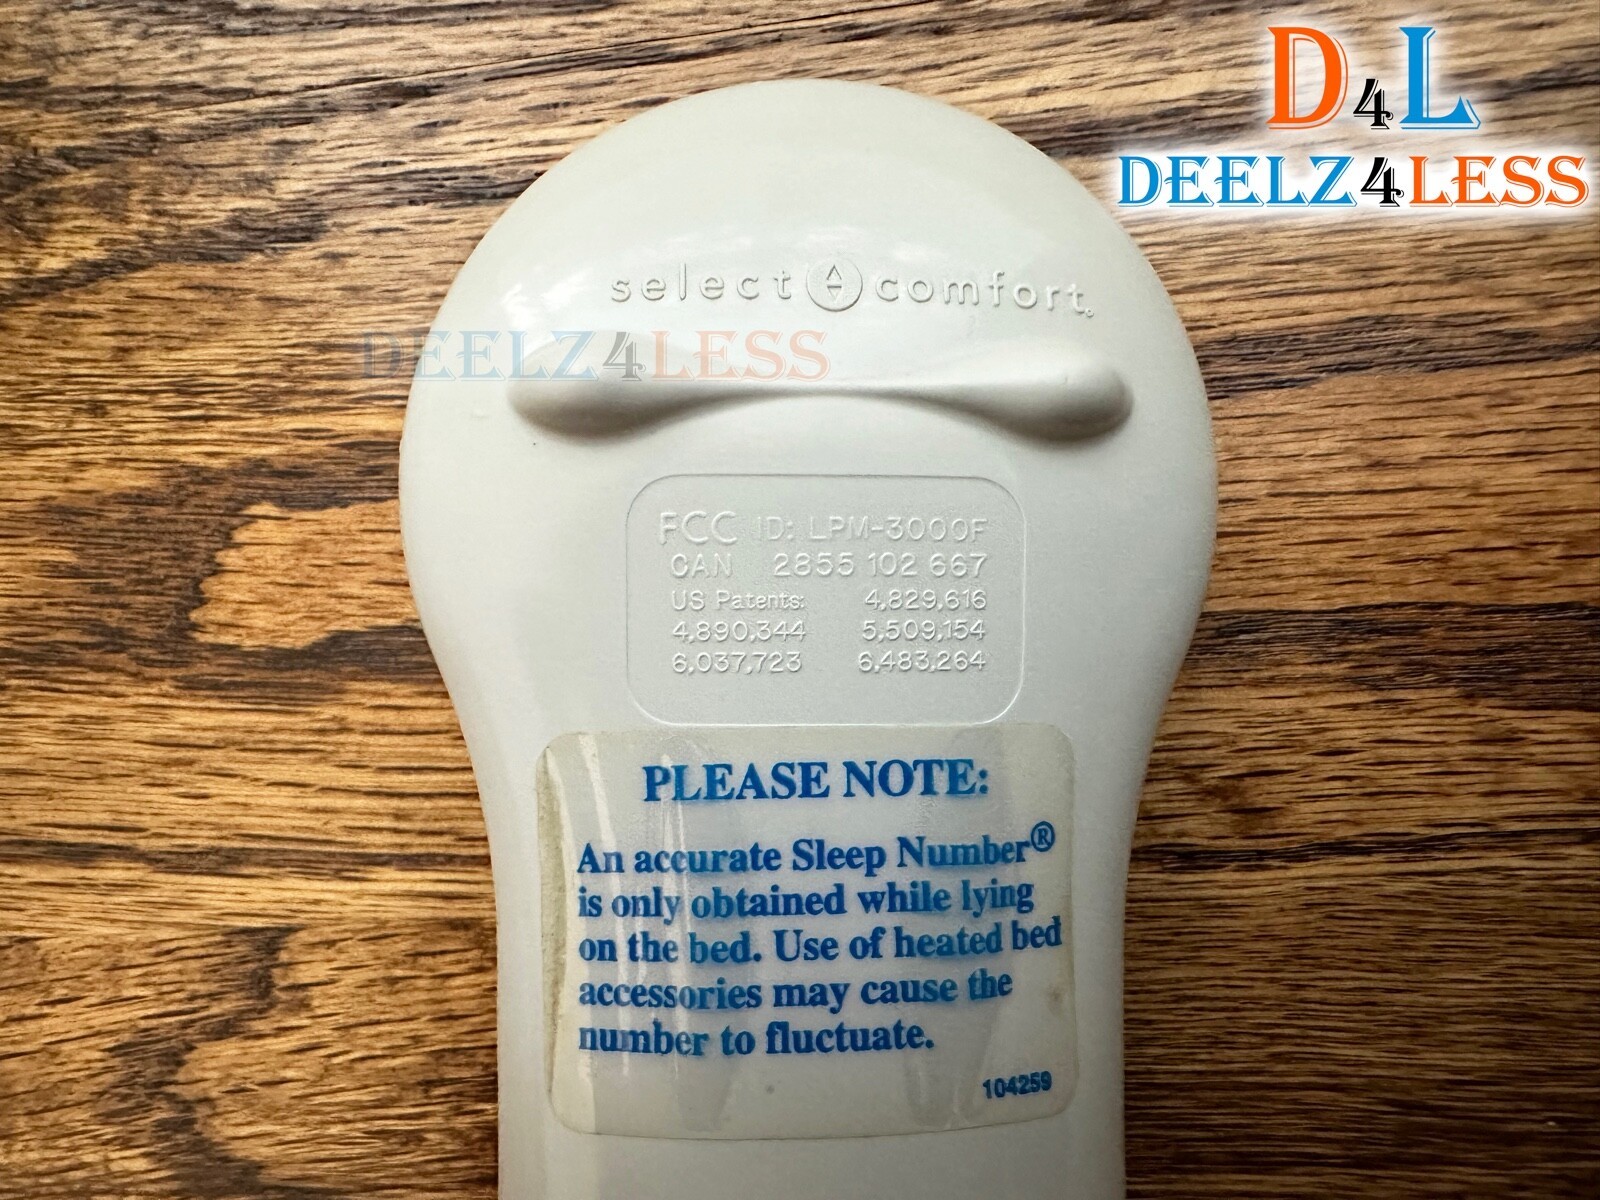 D4L
DEELZ4LESS
select comfort®
DEELZ4LESS
FCC ID: LPM-3000F
CAN 2855 102 667
US Patents: 4,829,616
4,890,344 5,509,154
6,037,723 6,483,264
PLEASE NOTE:
An accurate Sleep Number®
is only obtained while lying
on the bed. Use of heated bed
accessories may cause the
number to fluctuate.
104259